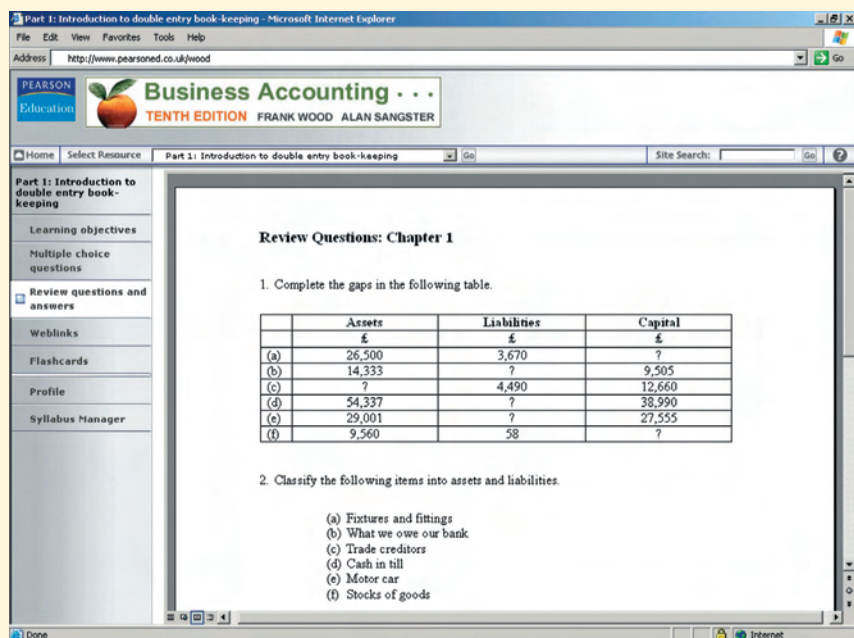 Part 1: Introduction to double entry book-keeping - Microsoft Internet Explorer
File Edit View Favorites Tools Help
Address http://www.pearsoned.co.uk/wood Go
PEARSON
Education
Business Accounting . . .
TENTH EDITION FRANK WOOD ALAN SANGSTER
Home Select Resource Part 1: Introduction to double entry book-keeping Go Site Search: Go ?
Part 1: Introduction to
double entry book-
keeping
Learning objectives
Multiple choice
questions
Review questions and
answers
Weblinks
Flashcards
Profile
Syllabus Manager
Review Questions: Chapter 1
1. Complete the gaps in the following table.
Assets Liabilities Capital
£ £ £
(a) 26,500 3,670 ?
(b) 14,333 ? 9,505
(c) ? 4,490 12,660
(d) 54,337 ? 38,990
(e) 29,001 ? 27,555
(f) 9,560 58 ?
2. Classify the following items into assets and liabilities.
(a) Fixtures and fittings
(b) What we owe our bank
(c) Trade creditors
(d) Cash in till
(e) Motor car
(f) Stocks of goods
Done Internet